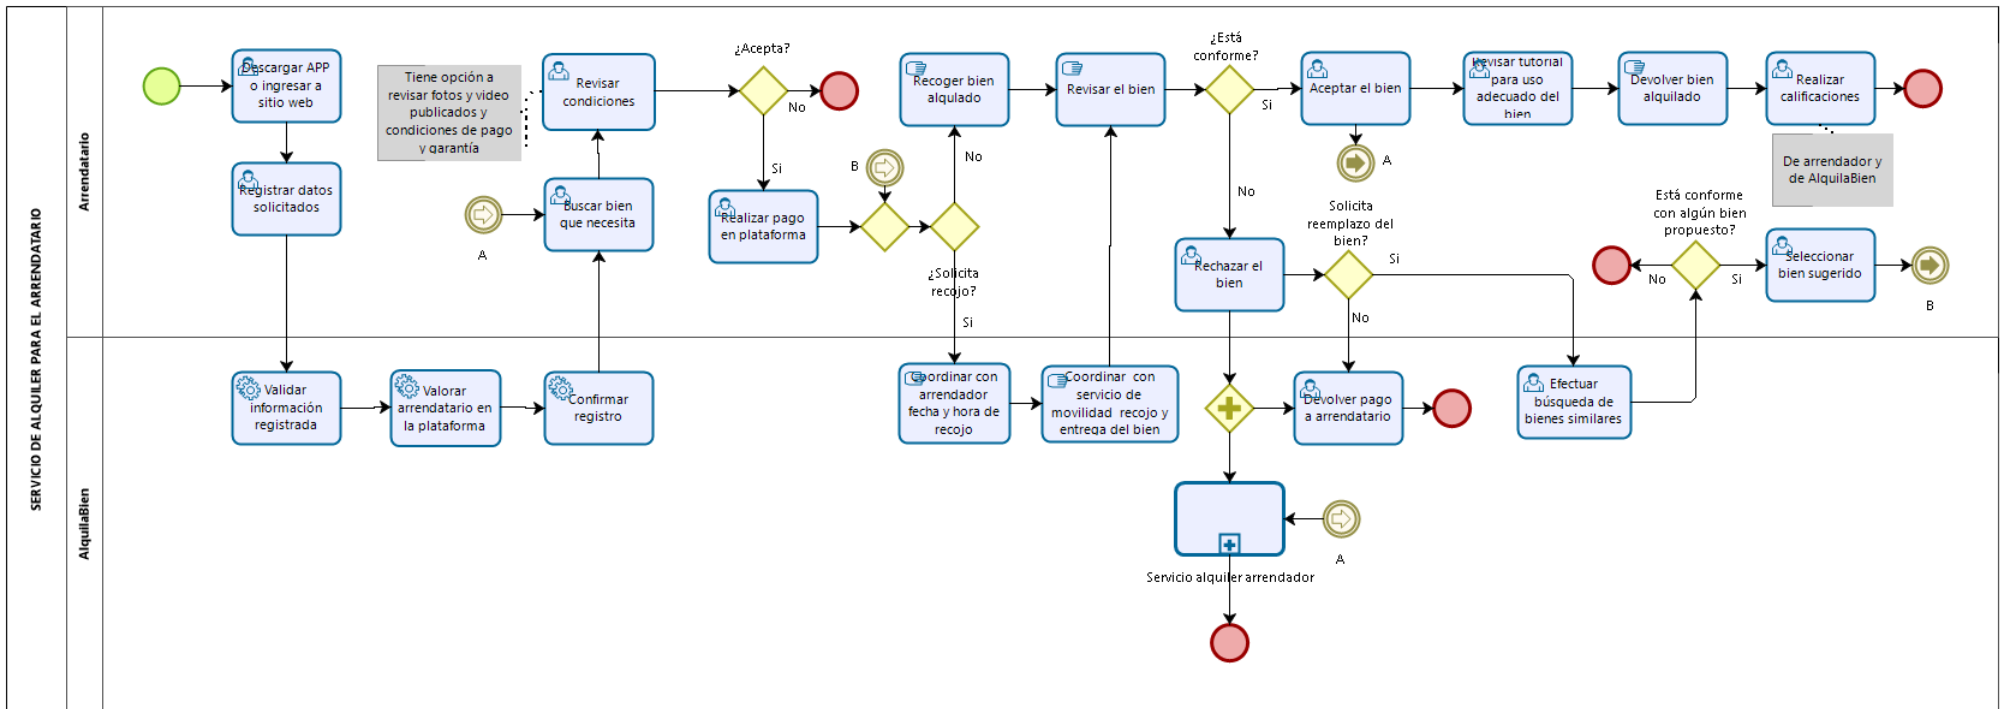 SERVICIO DE ALQUILER PARA EL ARRENDATARIO
Arrendatario
Descargar APP
o ingresar a
sitio web
Registrar datos
solicitados
Tiene opción a
revisar fotos y video
publicados y
condiciones de pago
y garantía
Revisar
condiciones
Buscar bien
que necesita
A
¿Acepta?
No
Si
Realizar pago
en plataforma
B
¿Solicita
recojo?
No
Si
Recoger bien
alqulado
Revisar el bien
¿Está
conforme?
Si
No
Aceptar el bien
A
Revisar tutorial
para uso
adecuado del
bien
Devolver bien
alquilado
Realizar
calificaciones
De arrendador y
de AlquilaBien
Rechazar el
bien
Solicita
reemplazo del
bien?
Si
No
Está conforme
con algún bien
propuesto?
No
Si
Seleccionar
bien sugerido
B
AlquilaBien
Validar
información
registrada
Valorar
arrendatario en
la plataforma
Confirmar
registro
Coordinar con
arrendador
fecha y hora de
recojo
Coordinar con
servicio de
movilidad recojo y
entrega del bien
Devolver pago
a arrendatario
Efectuar
búsqueda de
bienes similares
A
Servicio alquiler arrendador